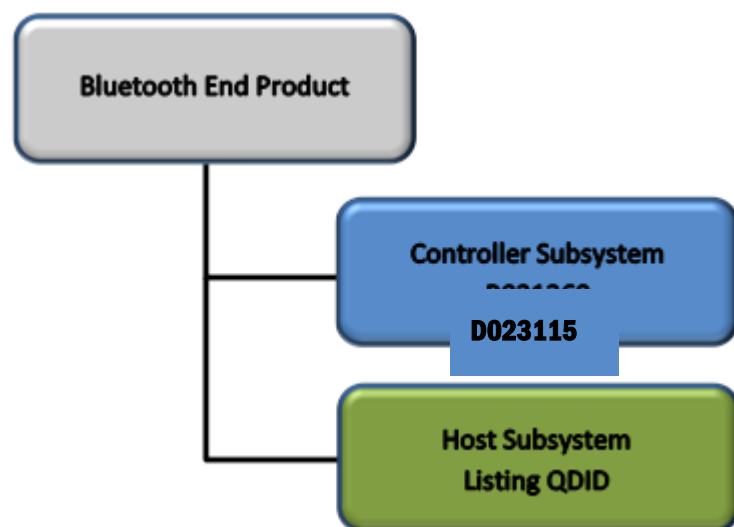 Bluetooth End Product
Controller Subsystem
D023115
Host Subsystem
Listing QDID